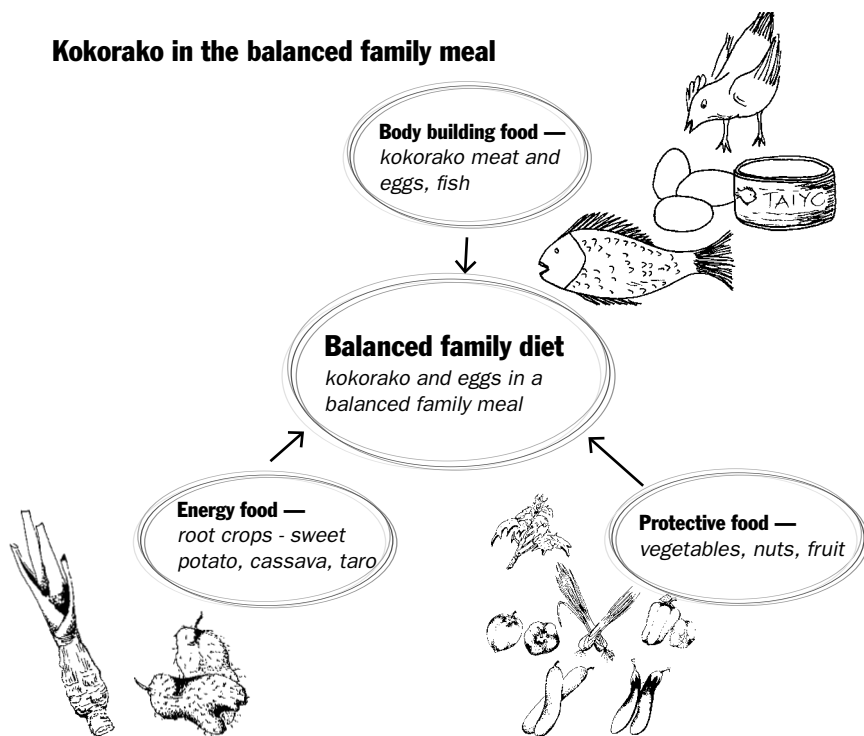 Kokorako in the balanced family meal
Body building food —
kokorako meat and
eggs, fish
TAIYO
Balanced family diet
kokorako and eggs in a
balanced family meal
Energy food —
root crops - sweet
potato, cassava, taro
Protective food —
vegetables, nuts, fruit